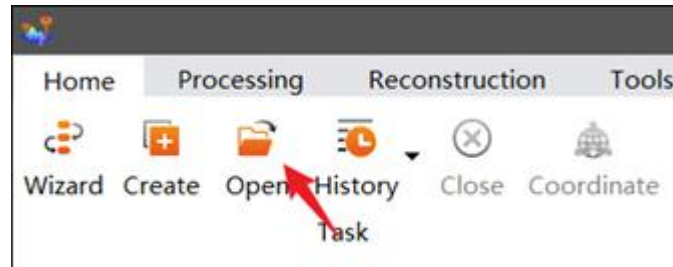 Home Processing Reconstruction Tools
Wizard Create Open History Close Coordinate
Task